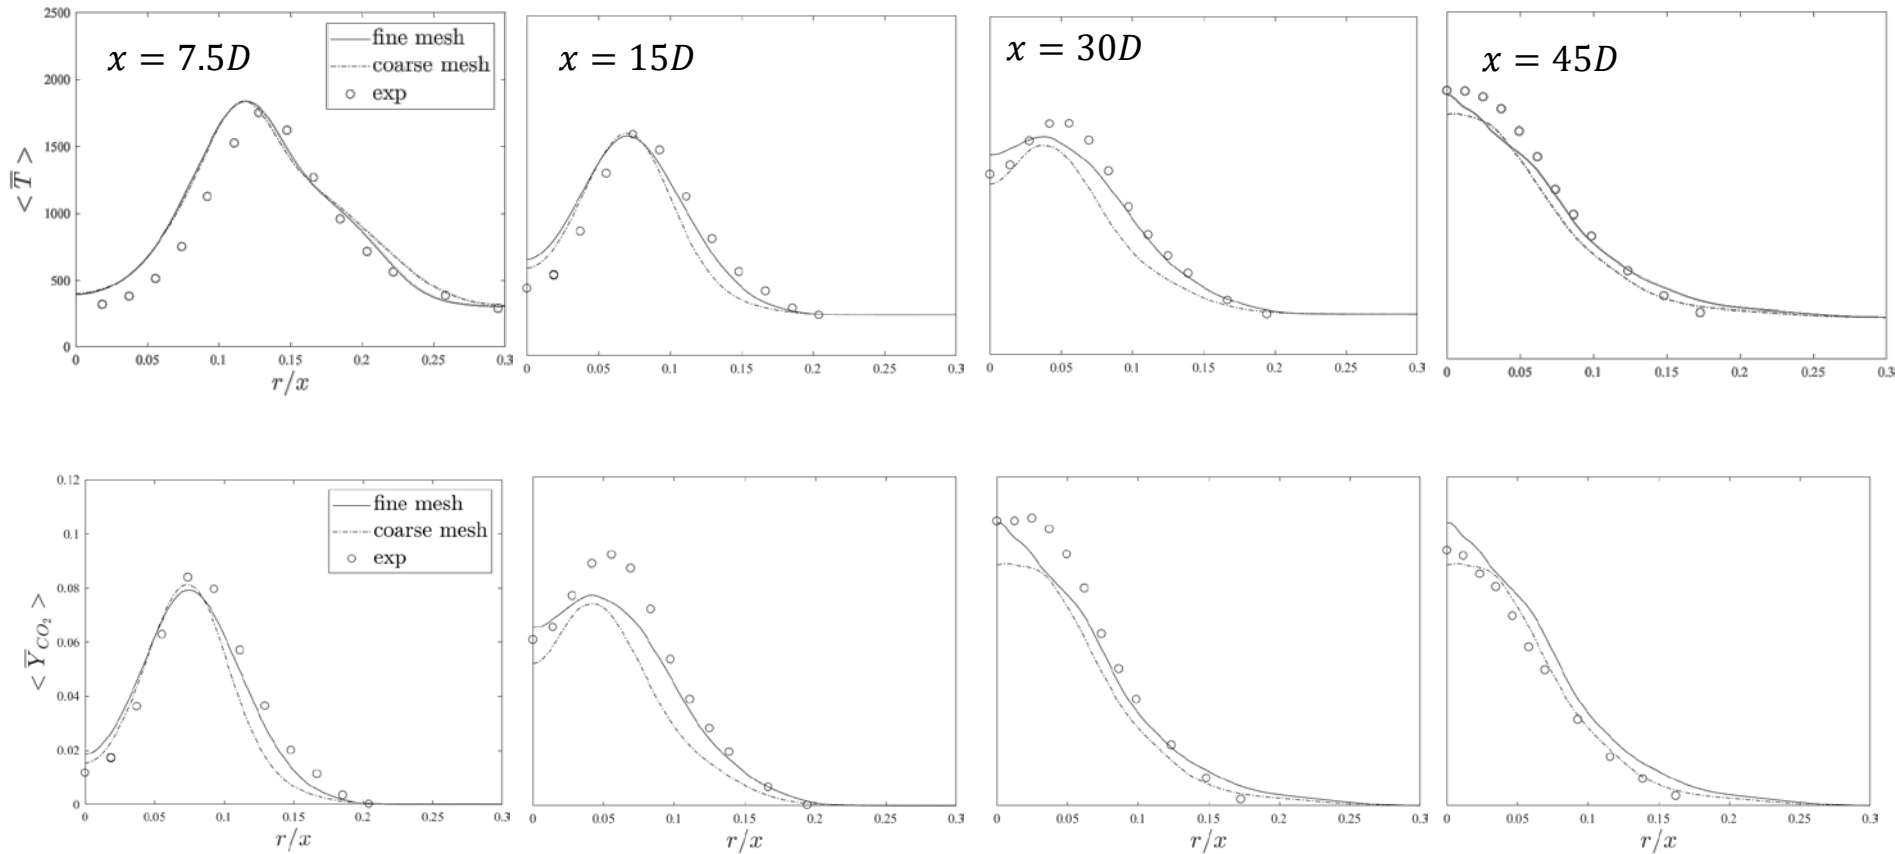 x = 7.5D
x = 15D
x = 30D
x = 45D
fine mesh
coarse mesh
exp
< T̅ >
2500
2000
1500
1000
500
0
0 0.05 0.1 0.15 0.2 0.25 0.3
0 0.05 0.1 0.15 0.2 0.25 0.3
0 0.05 0.1 0.15 0.2 0.25 0.3
0 0.05 0.1 0.15 0.2 0.25 0.3
r/x
fine mesh
coarse mesh
exp
< Y̅_{CO_2} >
0.12
0.1
0.08
0.06
0.04
0.02
0
0 0.05 0.1 0.15 0.2 0.25 0.3
0 0.05 0.1 0.15 0.2 0.25 0.3
0 0.05 0.1 0.15 0.2 0.25 0.3
0 0.05 0.1 0.15 0.2 0.25 0.3
r/x
r/x
r/x
r/x